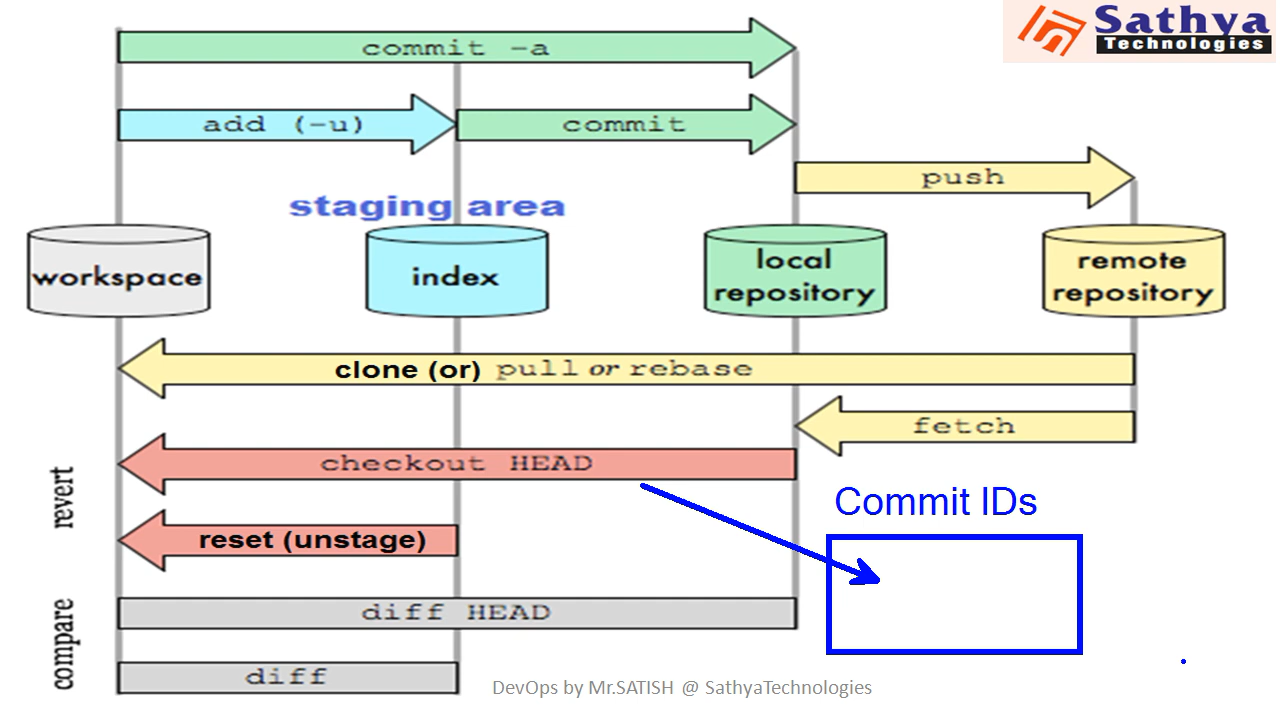 Sathya
Technologies
commit -a
add (-u)
commit
push
staging area
workspace
index
local
repository
remote
repository
clone (or) pull or rebase
fetch
revert
checkout HEAD
Commit IDs
reset (unstage)
compare
diff HEAD
diff
DevOps by Mr.SATISH @ SathyaTechnologies